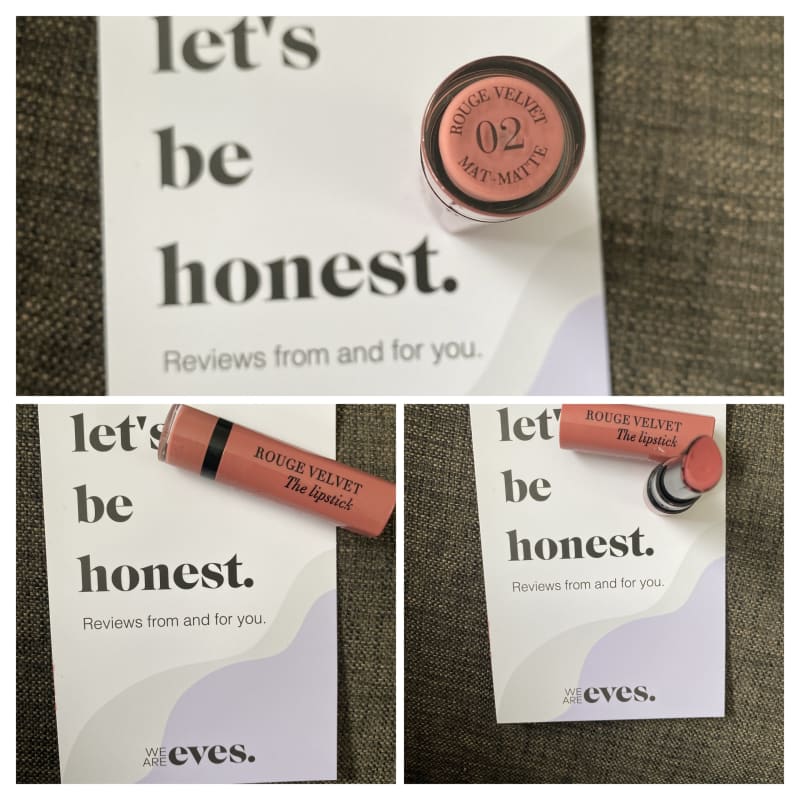 let's
be
honest.
Reviews from and for you.
ROUGE VELVET
02
MAT-MATTE
let's
be
honest.
Reviews from and for you.
WE
ARE eves.
ROUGE VELVET
The lipstick
let'
be
honest.
Reviews from and for you.
WE
ARE eves.
ROUGE VELVET
The lipstick